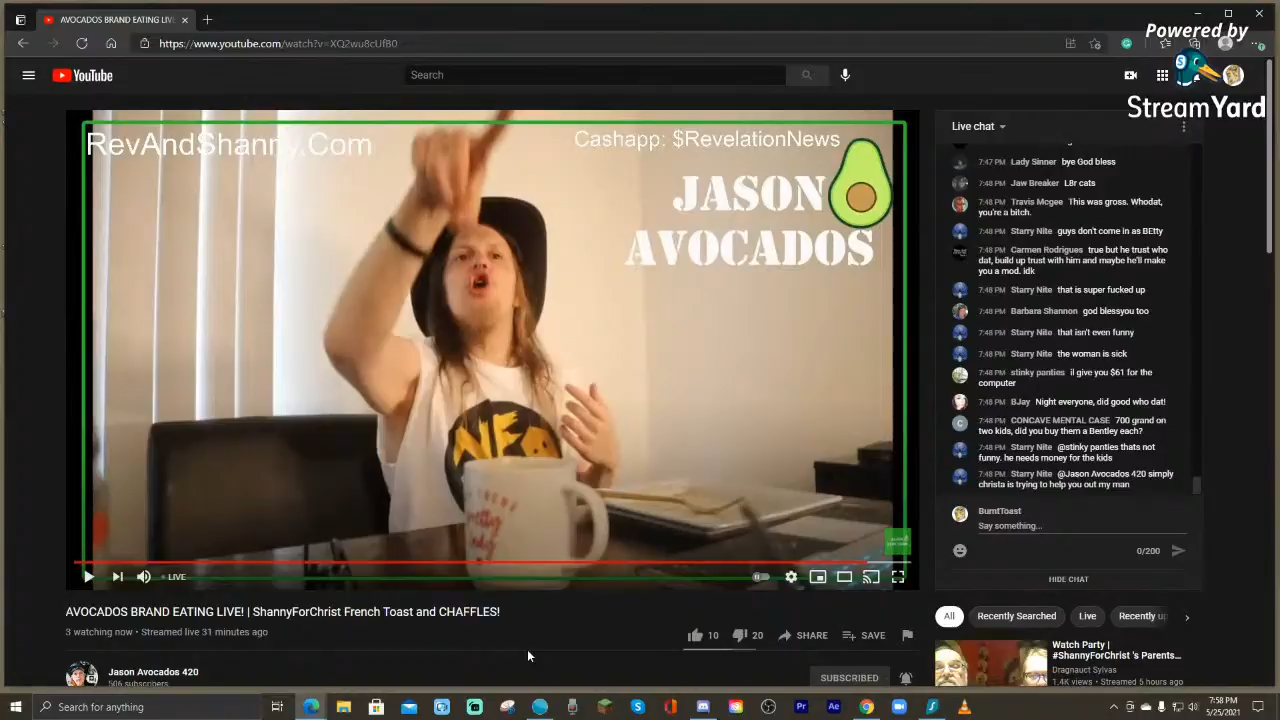 AVOCADOS BRAND EATING LIVE
https://www.youtube.com/watch?v=XQ2wu8cUfB0
Powered by
StreamYard
YouTube
Search
RevAndShanny.Com
Cashapp: $RevelationNews
JASON
AVOCADOS
LIVE
AVOCADOS BRAND EATING LIVE! | ShannyForChrist French Toast and CHAFFLES!
3 watching now • Streamed live 31 minutes ago
10
20
SHARE
SAVE
Jason Avocados 420
506 subscribers
SUBSCRIBED
Live chat
7:47 PM Lady Sinner bye God bless
7:48 PM Jaw Breaker L8r cats
7:48 PM Travis Mcgee This was gross. Whodat,
you're a bitch.
7:48 PM Starry Nite guys don't come in as BEtty
7:48 PM Carmen Rodrigues true but he trust who
dat, build up trust with him and maybe he'll make
you a mod. idk
7:48 PM Starry Nite that is super fucked up
7:48 PM Barbara Shannon god blessyou too
7:48 PM Starry Nite that isn't even funny
7:48 PM Starry Nite the woman is sick
7:48 PM stinky panties il give you $61 for the
computer
7:48 PM BJay Night everyone, did good who dat!
7:48 PM CONCAVE MENTAL CASE 700 grand on
two kids, did you buy them a Bentley each?
7:48 PM Starry Nite @stinky panties thats not
funny. he needs money for the kids
7:48 PM Starry Nite @Jason Avocados 420 simply
christa is trying to help you out my man
BurntToast
Say something...
0/200
HIDE CHAT
All
Recently Searched
Live
Recently up
Watch Party |
#ShannyForChrist 's Parents...
Dragnauct Sylvas
1.4K views • Streamed 5 hours ago
Search for anything
7:58 PM
5/25/2021